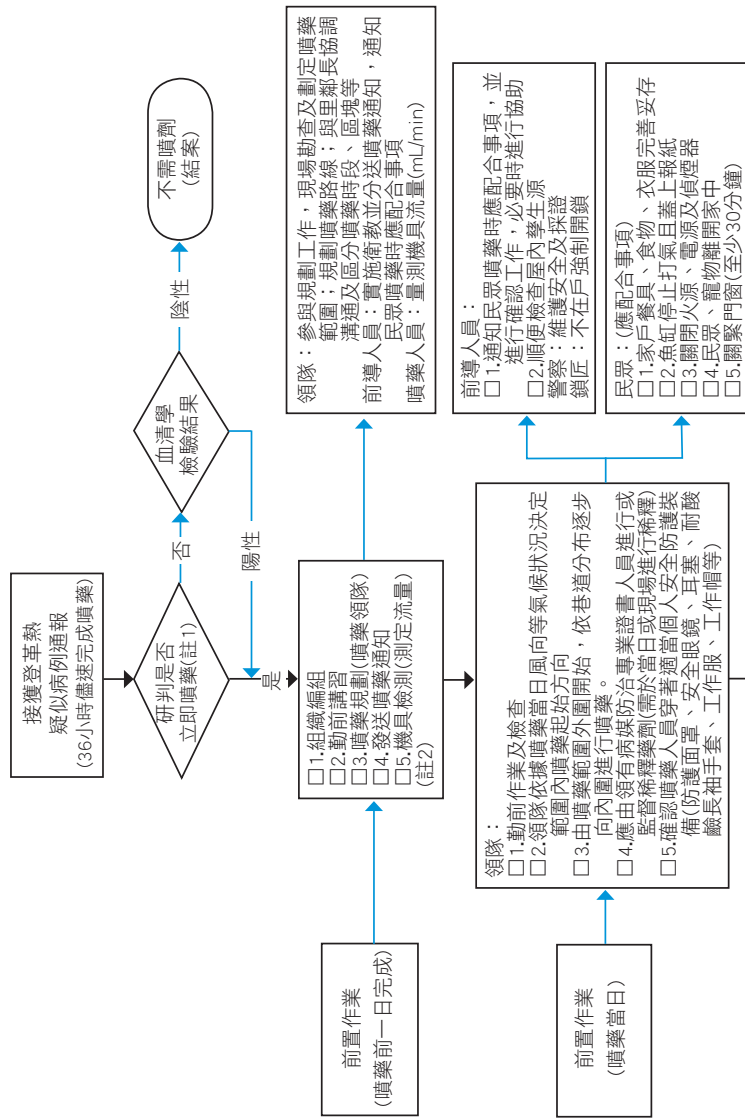 接獲登革熱
疑似病例通報
(36小時儘速完成噴藥)
研判是否
立即噴藥(註1)
否
血清學
檢驗結果
陰性
不需噴劑
(結案)
陽性
是
前置作業
(噴藥前一日完成)
□1.組織編組
□2.勤前講習
□3.噴藥規劃(噴藥領隊)
□4.發送噴藥通知
□5.機具檢測(測定流量)
(註2)
領隊：參與規劃工作，現場勘查及劃定噴藥
範圍；規劃噴藥路線；與里鄰長協調
溝通及區分噴藥時段、區塊等
前導人員：實施衛教並分送噴藥通知，通知
民眾噴藥時應配合事項
噴藥人員：量測機具流量(mL/min)
前置作業
(噴藥當日)
領隊：
□1.勤前作業及檢查
□2.領隊依據噴藥當日風向等氣候狀況決定
範圍內噴藥起始方向
□3.由噴藥範圍外圍開始，依巷道分布逐步
向內圍進行噴藥。
□4.應由領有病媒防治專業證書人員進行或
監督稀釋藥劑(需於當日或現場進行稀釋)
□5.確認噴藥人員穿著適當個人安全防護裝
備(防護面罩、安全眼鏡、耳塞、耐酸
鹼長袖手套、工作服、工作帽等)
前導人員：
□1.通知民眾噴藥時應配合事項，並
進行確認工作，必要時進行協助
□2.順便檢查屋內孳生源
警察：維護安全及採證
鎖匠：不在戶強制開鎖
民眾：(應配合事項)
□1.家戶餐具、食物、衣服完善妥存
□2.魚缸停止打氣且蓋上報紙
□3.關閉火源、電源及偵煙器
□4.民眾、寵物離開家中
□5.關緊門窗(至少30分鐘)